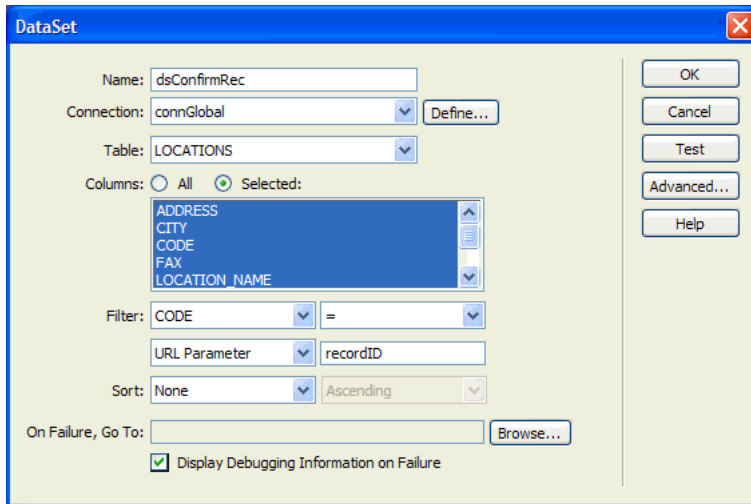 DataSet
Name: dsConfirmRec OK
Connection: connGlobal Define... Cancel
Table: LOCATIONS Test
Columns: All Selected: Advanced...
ADDRESS
CITY
CODE
FAX
LOCATION_NAME
Help
Filter: CODE =
URL Parameter recordID
Sort: None Ascending
On Failure, Go To: Browse...
Display Debugging Information on Failure